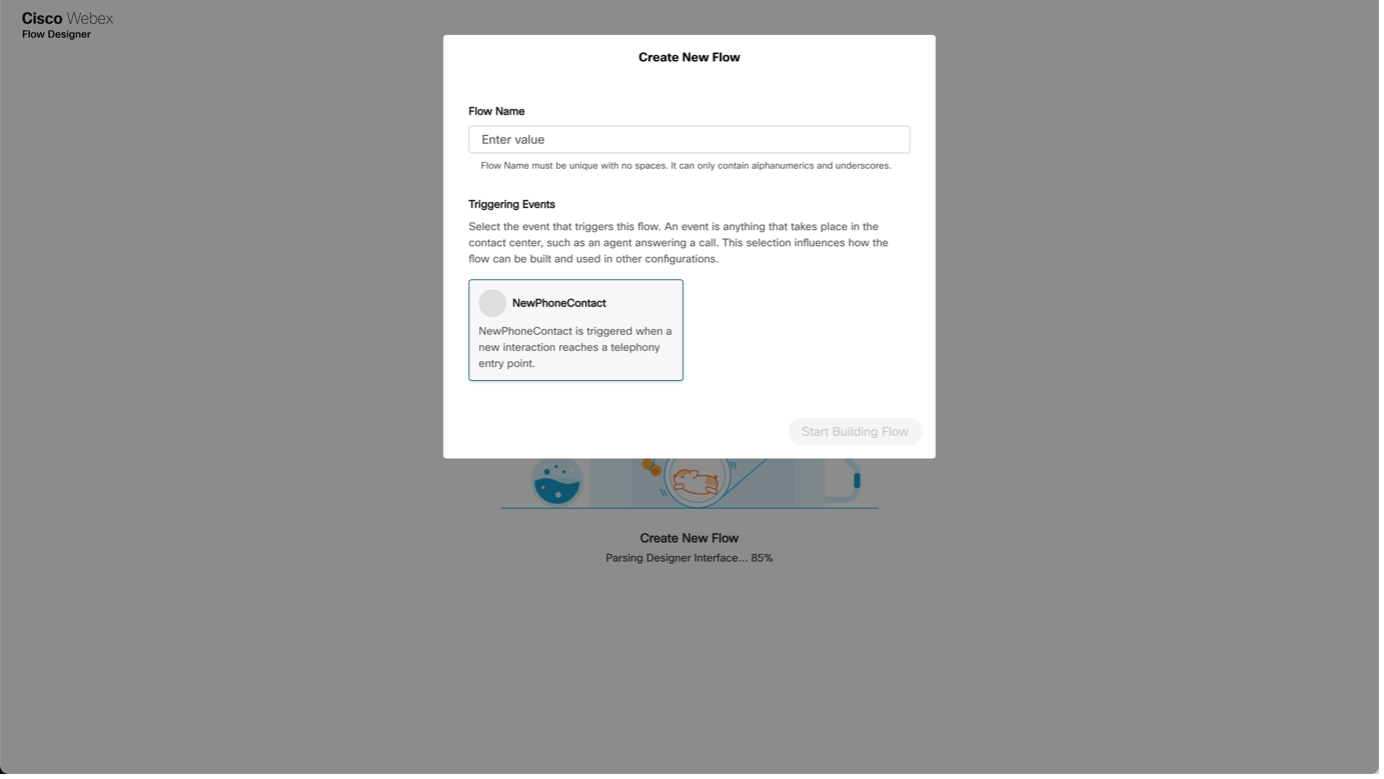 Cisco Webex
Flow Designer
Create New Flow
Flow Name
Enter value
Flow Name must be unique with no spaces. It can only contain alphanumerics and underscores.
Triggering Events
Select the event that triggers this flow. An event is anything that takes place in the
contact center, such as an agent answering a call. This selection influences how the
flow can be built and used in other configurations.
NewPhoneContact
NewPhoneContact is triggered when a
new interaction reaches a telephony
entry point.
Start Building Flow
Create New Flow
Parsing Designer Interface... 85%